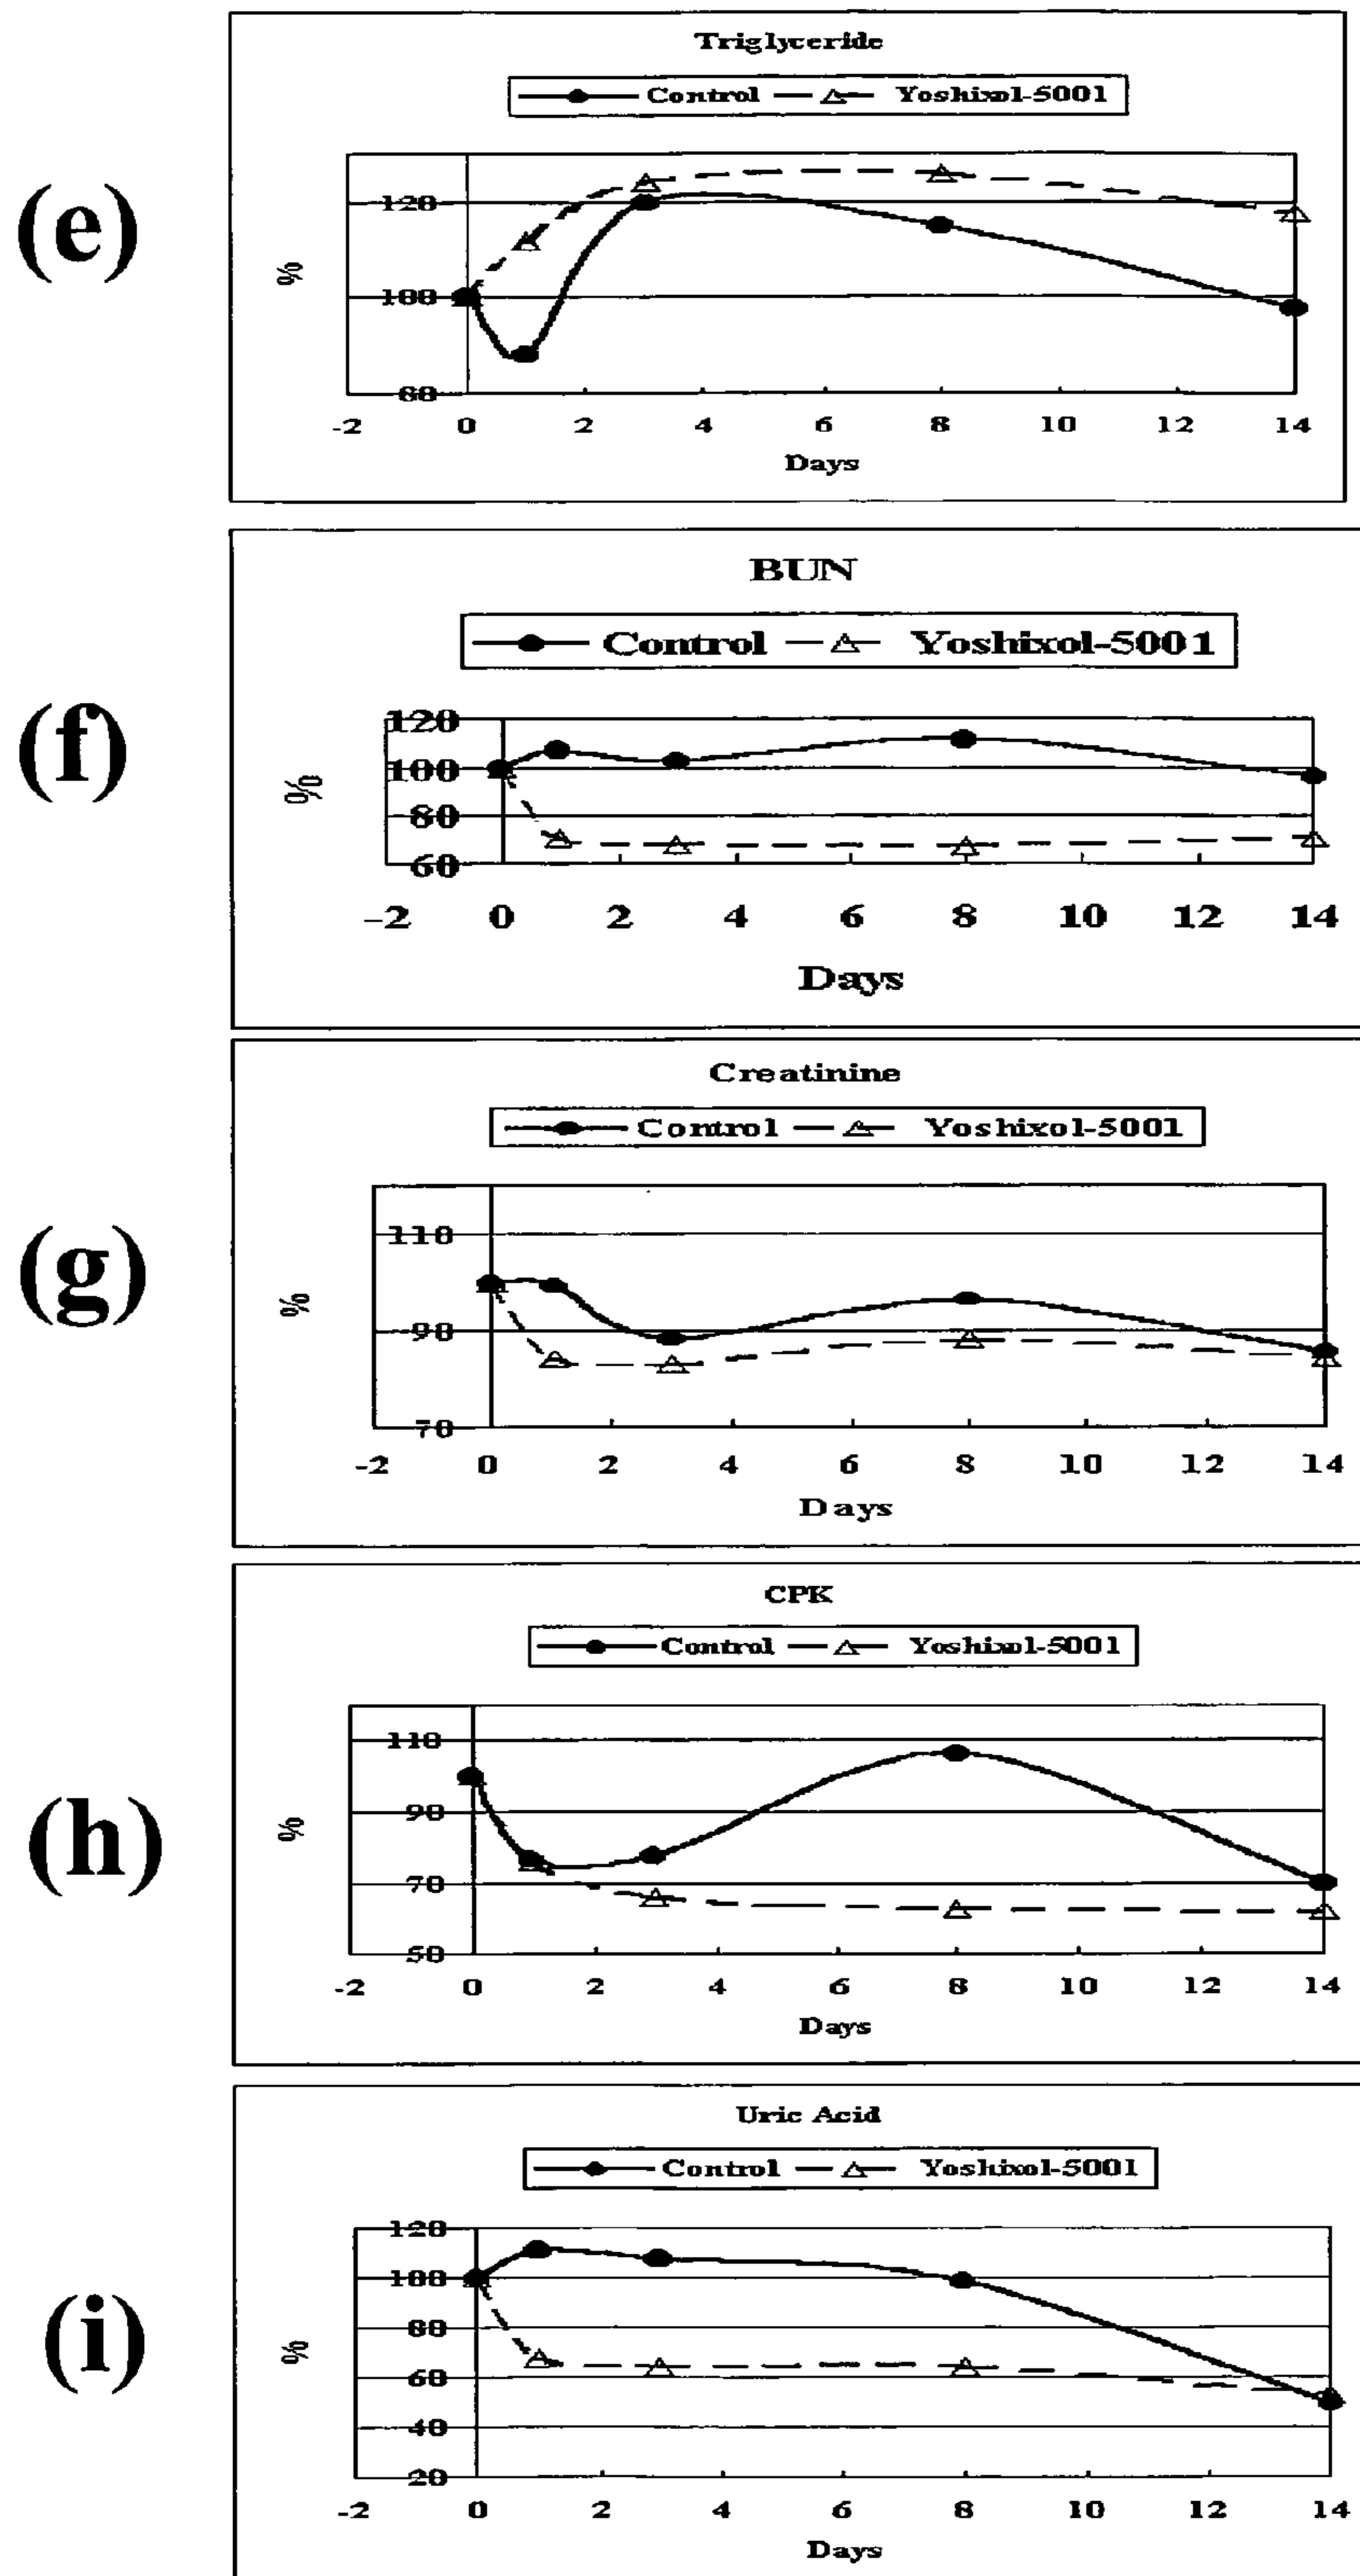 (e)
Triglyceride
Control Yoshixol-5001
120
100
80
%
-2 0 2 4 6 8 10 12 14
Days
(f)
BUN
Control Yoshixol-5001
120
100
80
60
%
-2 0 2 4 6 8 10 12 14
Days
(g)
Creatinine
Control Yoshixol-5001
110
90
70
%
-2 0 2 4 6 8 10 12 14
Days
(h)
CPK
Control Yoshixol-5001
110
90
70
50
%
-2 0 2 4 6 8 10 12 14
Days
(i)
Uric Acid
Control Yoshixol-5001
120
100
80
60
40
20
%
-2 0 2 4 6 8 10 12 14
Days